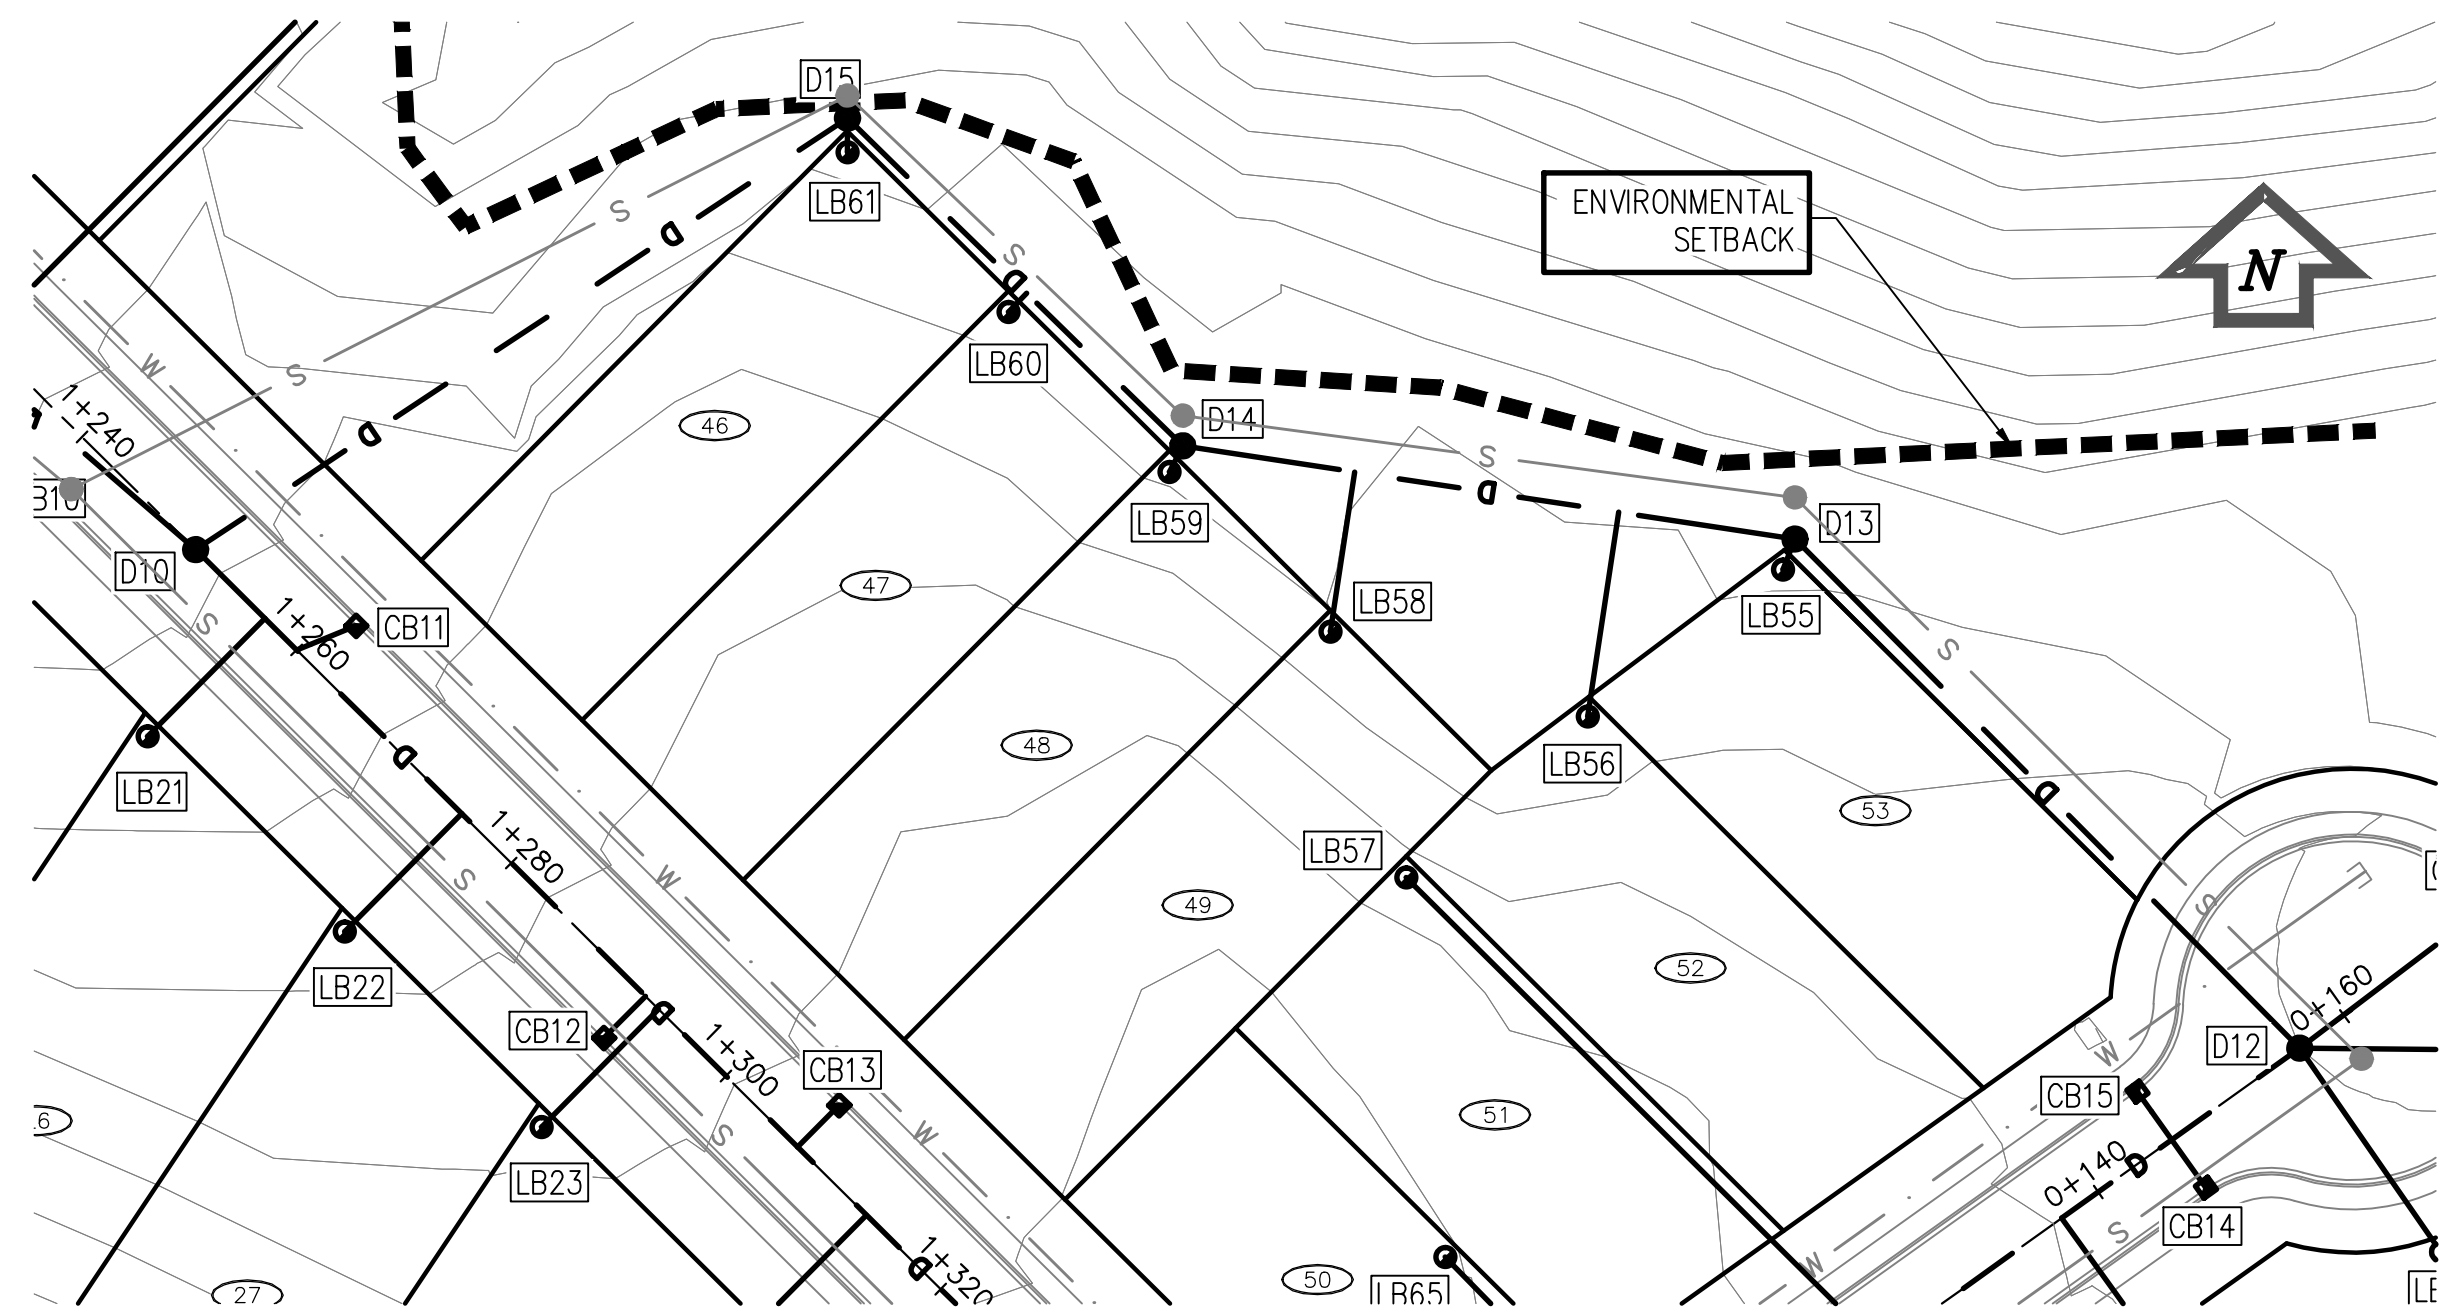 D15
LB61
S
D
S
D
ENVIRONMENTAL
SETBACK
N
LB60
W
S
1+240
D
46
D14
S
D
LB59
D13
B10
D10
CB11
47
LB58
LB55
1+260
S
S
48
LB21
D
LB56
D
53
1+280
S
W
LB57
49
S
LB22
52
CB12
D
1+300
CB13
D12
0+160
W
CB15
51
S
W
LB23
0+140
D
CB14
S
W
27
D
1+320
50
LB65